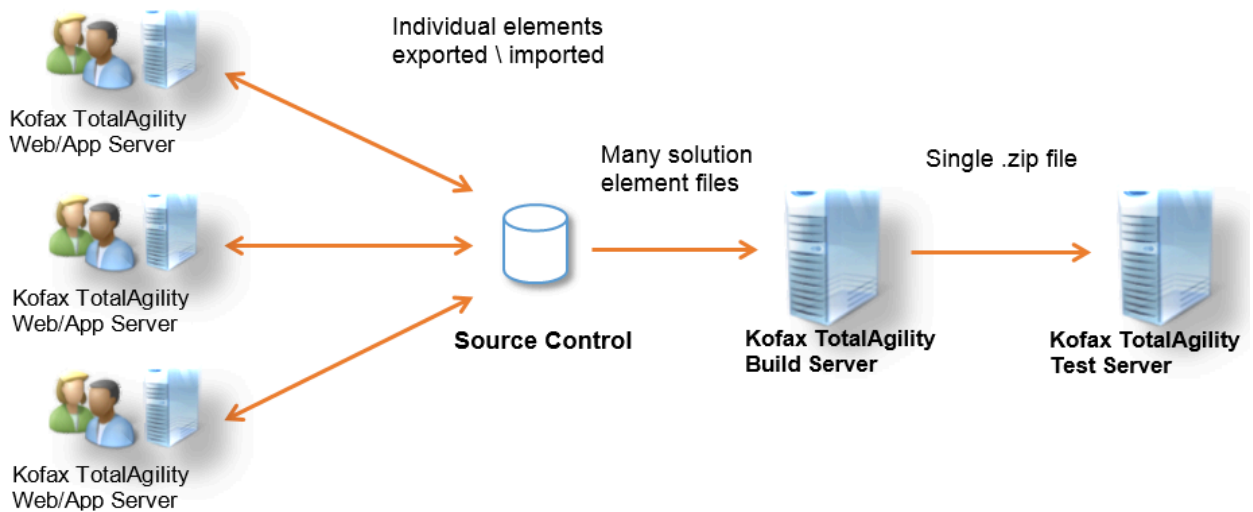 Individual elements
exported \ imported
Kofax TotalAgility
Web/App Server
Many solution
element files
Single .zip file
Kofax TotalAgility
Web/App Server
Source Control
Kofax TotalAgility
Build Server
Kofax TotalAgility
Test Server
Kofax TotalAgility
Web/App Server